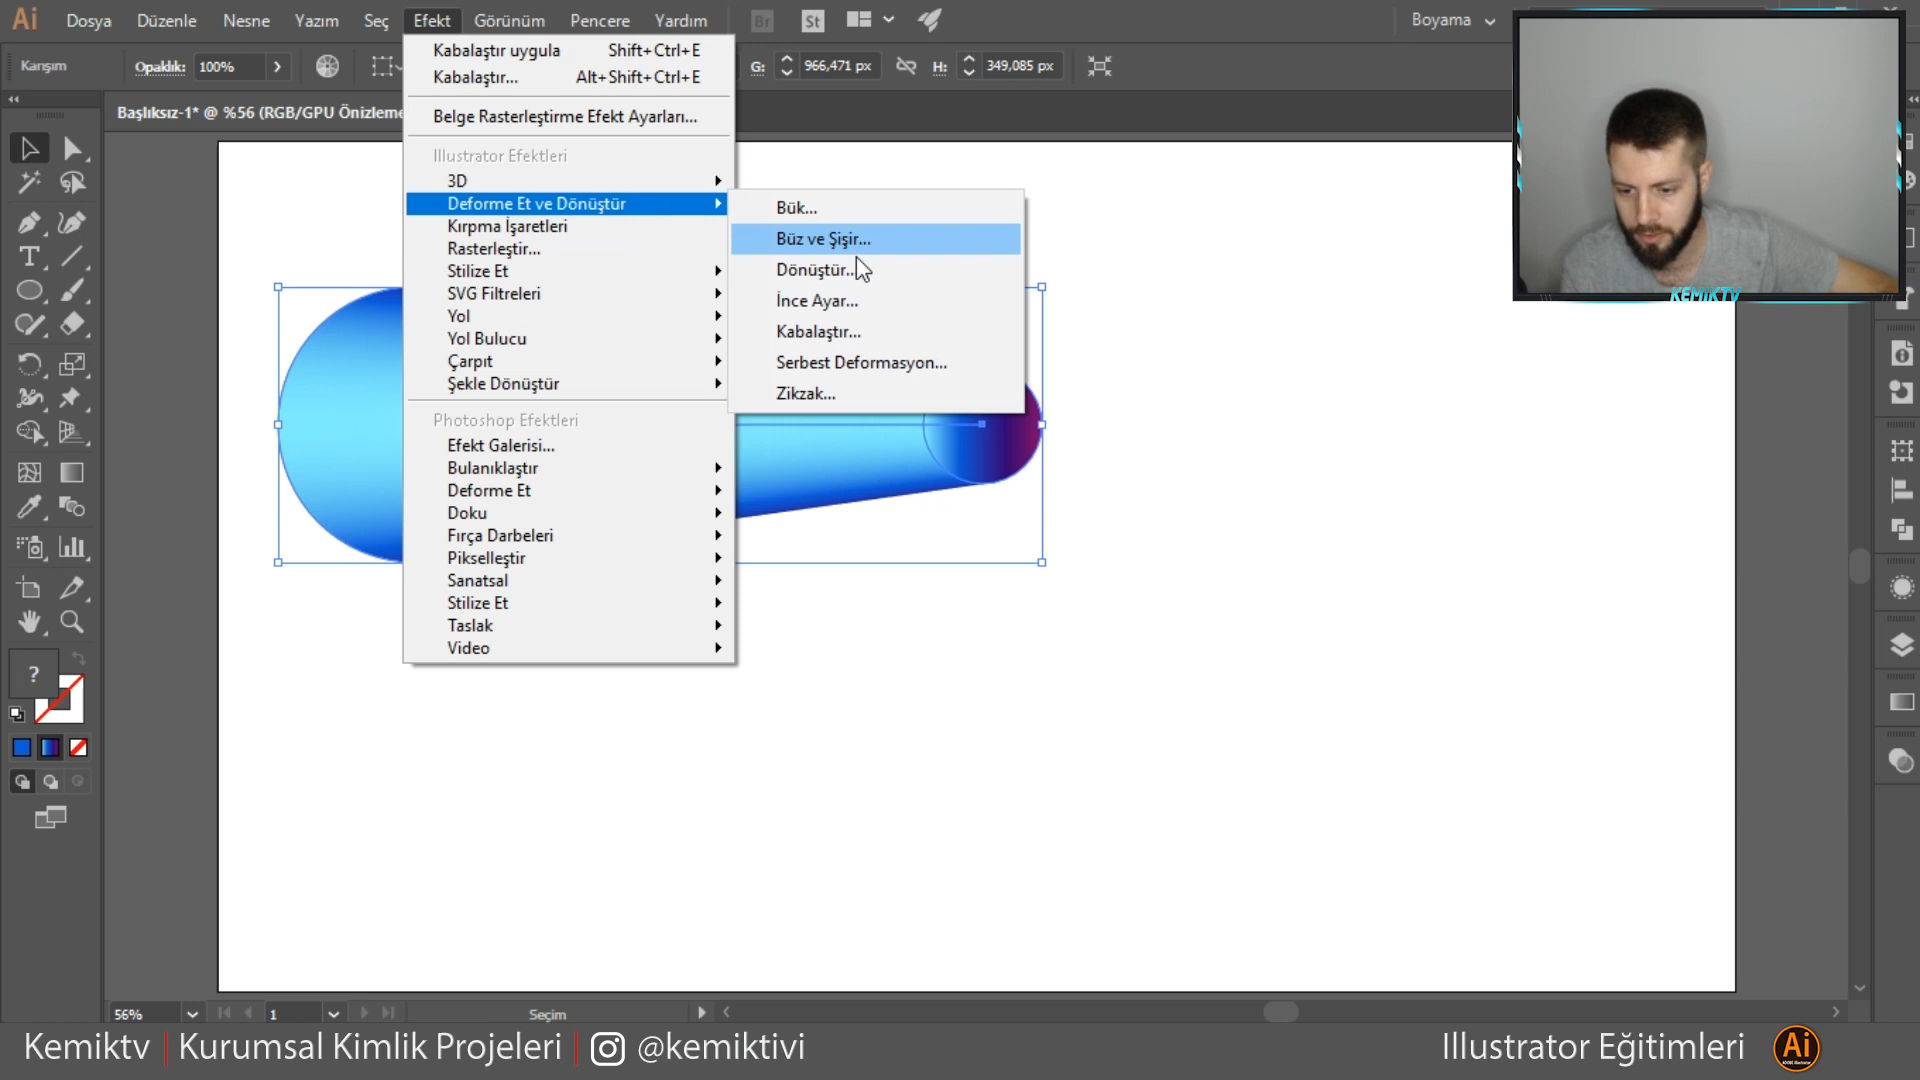 Ai Dosya Düzenle Nesne Yazım Seç Efekt Görünüm Pencere Yardım Br St Boyama
Karışım Opaklık: 100% G: 966,471 px H: 349,085 px
Başlıksız-1* @ %56 (RGB/GPU Önizleme
Kabalaştır uygula Shift+Ctrl+E
Kabalaştır... Alt+Shift+Ctrl+E
Belge Rasterleştirme Efekt Ayarları...
Illustrator Efektleri
3D
Deforme Et ve Dönüştür
Kırpma İşaretleri
Rasterleştir...
Stilize Et
SVG Filtreleri
Yol
Yol Bulucu
Çarpıt
Şekle Dönüştür
Photoshop Efektleri
Efekt Galerisi...
Bulanıklaştır
Deforme Et
Doku
Fırça Darbeleri
Pikselleştir
Sanatsal
Stilize Et
Taslak
Video
Bük...
Büz ve Şişir...
Dönüştür...
İnce Ayar...
Kabalaştır...
Serbest Deformasyon...
Zikzak...
KEMIKTV
T
?
56% 1 Seçim
Kemiktv | Kurumsal Kimlik Projeleri | @kemiktivi Illustrator Eğitimleri Ai